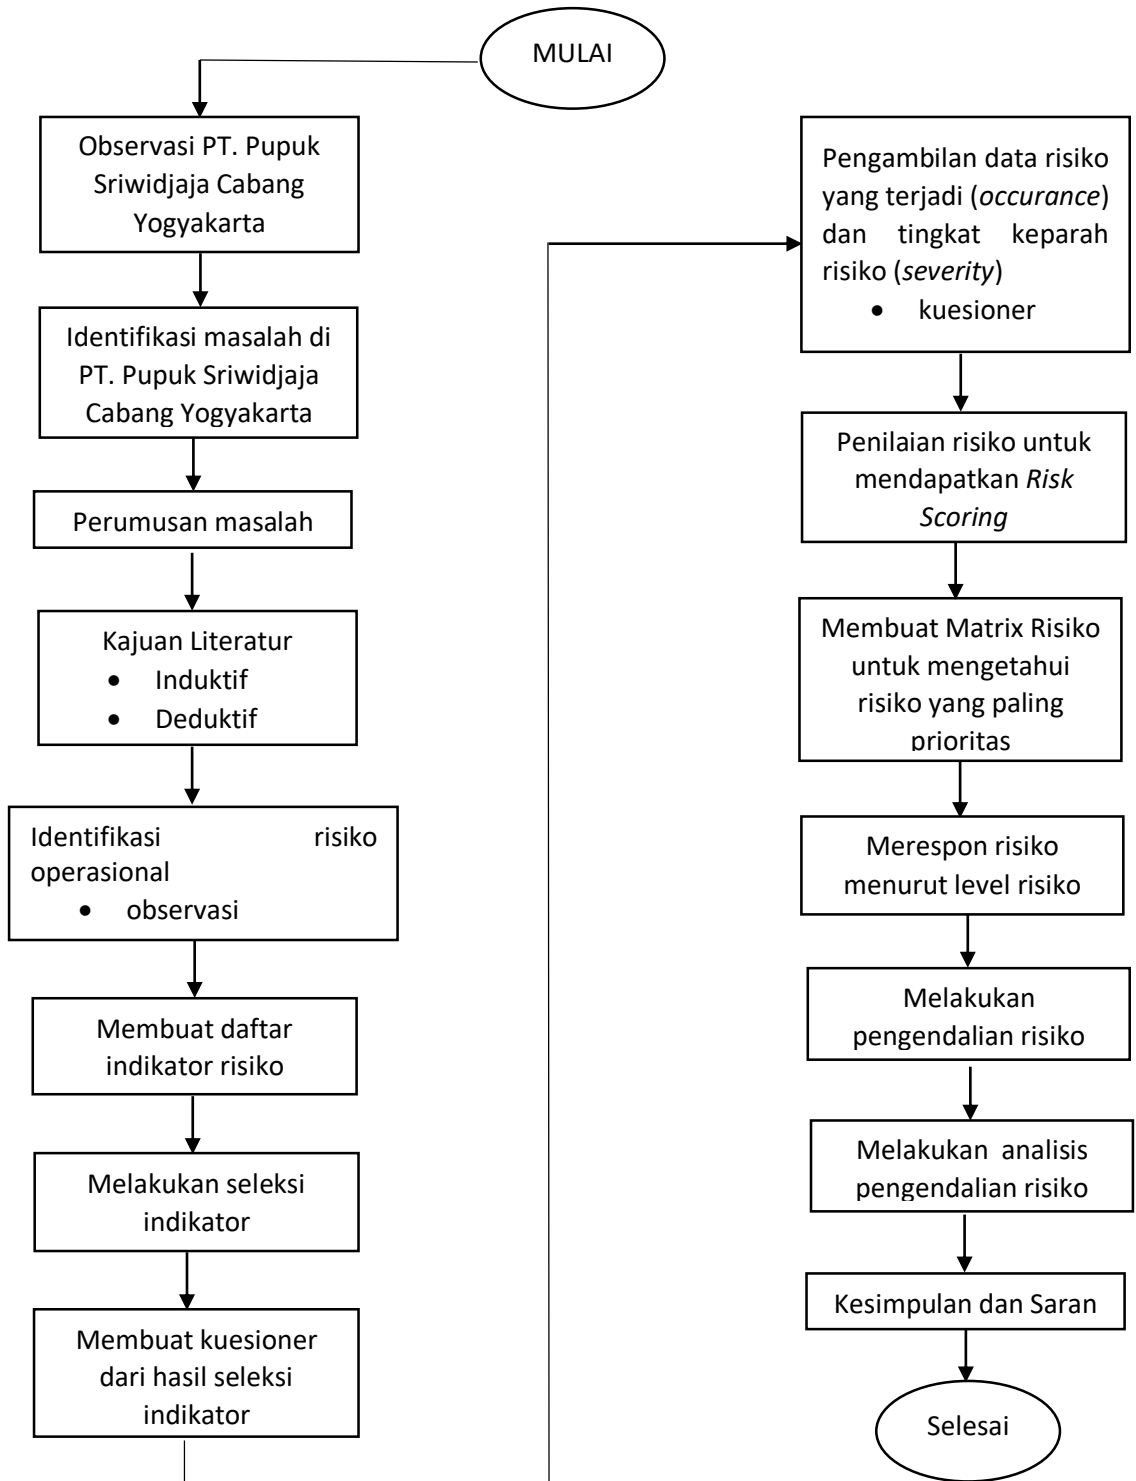 MULAI
Observasi PT. Pupuk
Sriwidjaja Cabang
Yogyakarta
Identifikasi masalah di
PT. Pupuk Sriwidjaja
Cabang Yogyakarta
Perumusan masalah
Kajuan Literatur
• Induktif
• Deduktif
Identifikasi risiko
operasional
• observasi
Membuat daftar
indikator risiko
Melakukan seleksi
indikator
Membuat kuesioner
dari hasil seleksi
indikator
Pengambilan data risiko
yang terjadi (occurance)
dan tingkat keparah
risiko (severity)
• kuesioner
Penilaian risiko untuk
mendapatkan Risk
Scoring
Membuat Matrix Risiko
untuk mengetahui
risiko yang paling
prioritas
Merespon risiko
menurut level risiko
Melakukan
pengendalian risiko
Melakukan analisis
pengendalian risiko
Kesimpulan dan Saran
Selesai